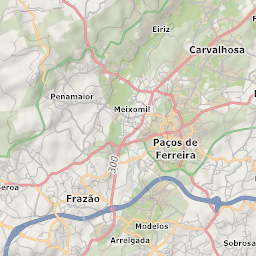 Eiriz
Carvalhosa
Penamaior
Meixomil
Paços de
Ferreira
300
eroa
Frazão
Modelos
Arreigada
Sobrosa